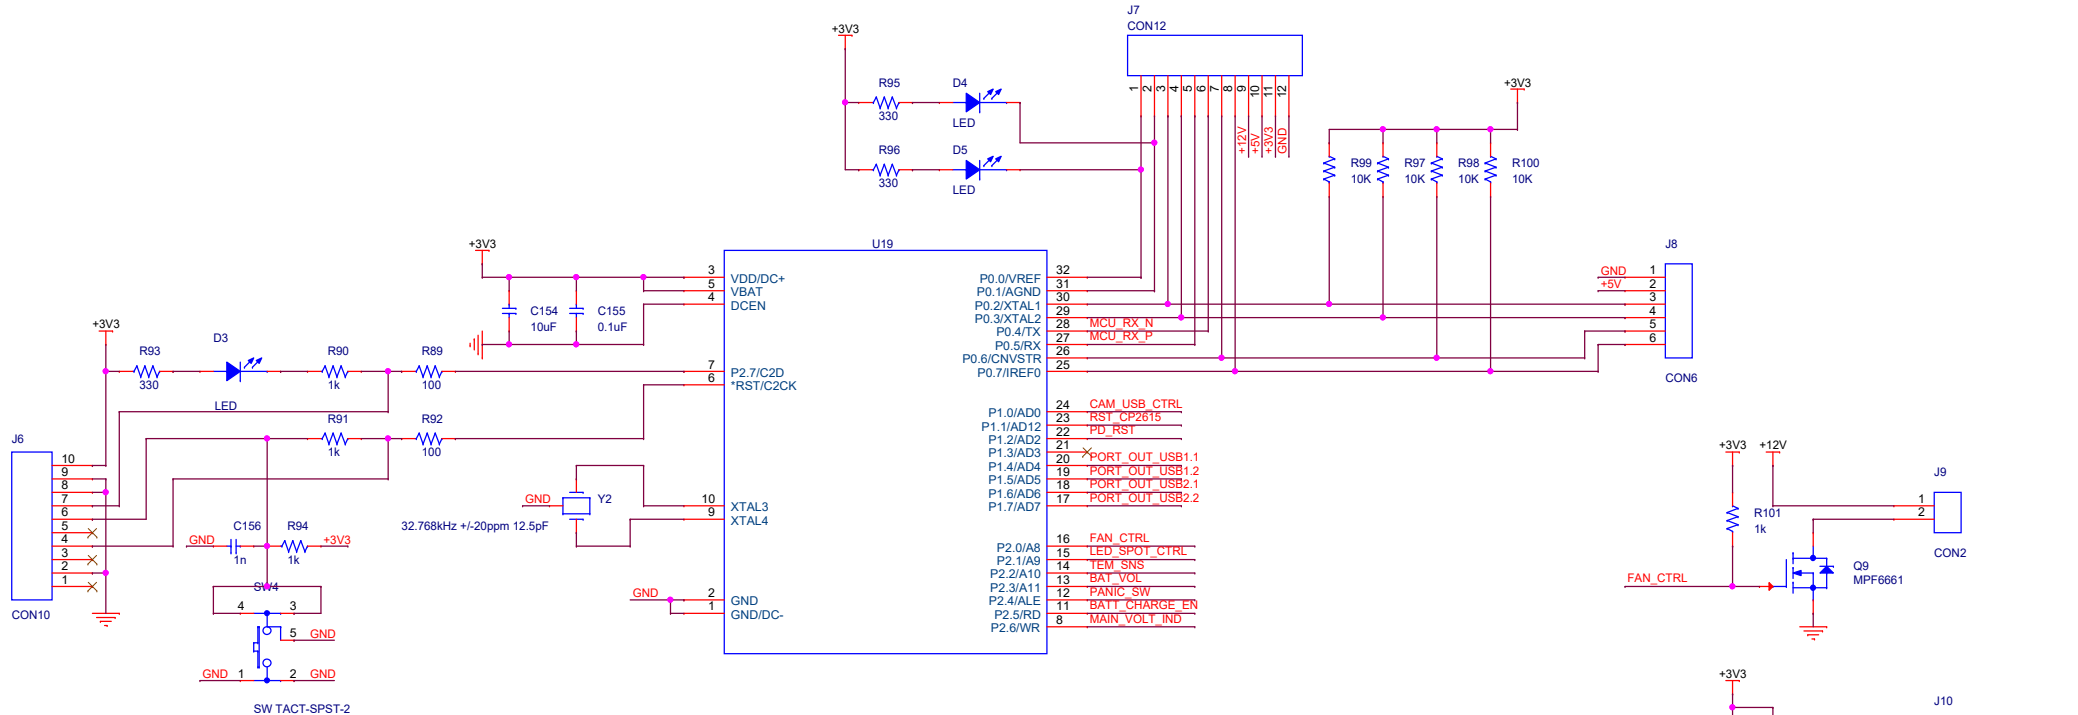 J7
CON12
+3V3
R95
D4
330
LED
R96
D5
330
LED
1
2
3
4
5
6
7
8
9
10
11
12
+12V
+5V
+3V3
GND
+3V3
R99
10K
R97
10K
R98
10K
R100
10K
+3V3
U19
3
VDD/DC+
5
VBAT
4
DCEN
C154
10uF
C155
0.1uF
7
P2.7/C2D
6
*RST/C2CK
10
XTAL3
9
XTAL4
2
GND
1
GND/DC-
GND
P0.0/VREF
32
P0.1/AGND
31
P0.2/XTAL1
30
P0.3/XTAL2
29
P0.4/TX
28
MCU_RX_N
P0.5/RX
27
MCU_RX_P
P0.6/CNVSTR
26
P0.7/IREF0
25
P1.0/AD0
24
CAM_USB_CTRL
P1.1/AD12
23
RST_CP2615
P1.2/AD2
22
PD_RST
P1.3/AD3
21
P1.4/AD4
20
PORT_OUT_USB1.1
P1.5/AD5
19
PORT_OUT_USB1.2
P1.6/AD6
18
PORT_OUT_USB2.1
P1.7/AD7
17
PORT_OUT_USB2.2
P2.0/A8
16
FAN_CTRL
P2.1/A9
15
LED_SPOT_CTRL
P2.2/A10
14
TEM_SNS
P2.3/A11
13
BAT_VOL
P2.4/ALE
12
PANIC_SW
P2.5/RD
11
BATT_CHARGE_EN
P2.6/WR
8
MAIN_VOLT_IND
J8
GND
1
+5V
2
3
4
5
6
CON6
+3V3
R93
330
D3
LED
R90
1k
R89
100
R91
1k
R92
100
J6
10
9
8
7
6
5
4
3
2
1
CON10
GND
C156
1n
R94
1k
+3V3
SW4
4
3
5
GND
GND
1
2
GND
SW TACT-SPST-2
GND
Y2
32.768kHz +/-20ppm 12.5pF
+3V3
+12V
R101
1k
FAN_CTRL
Q9
MPF6661
J9
1
2
CON2
+3V3
J10